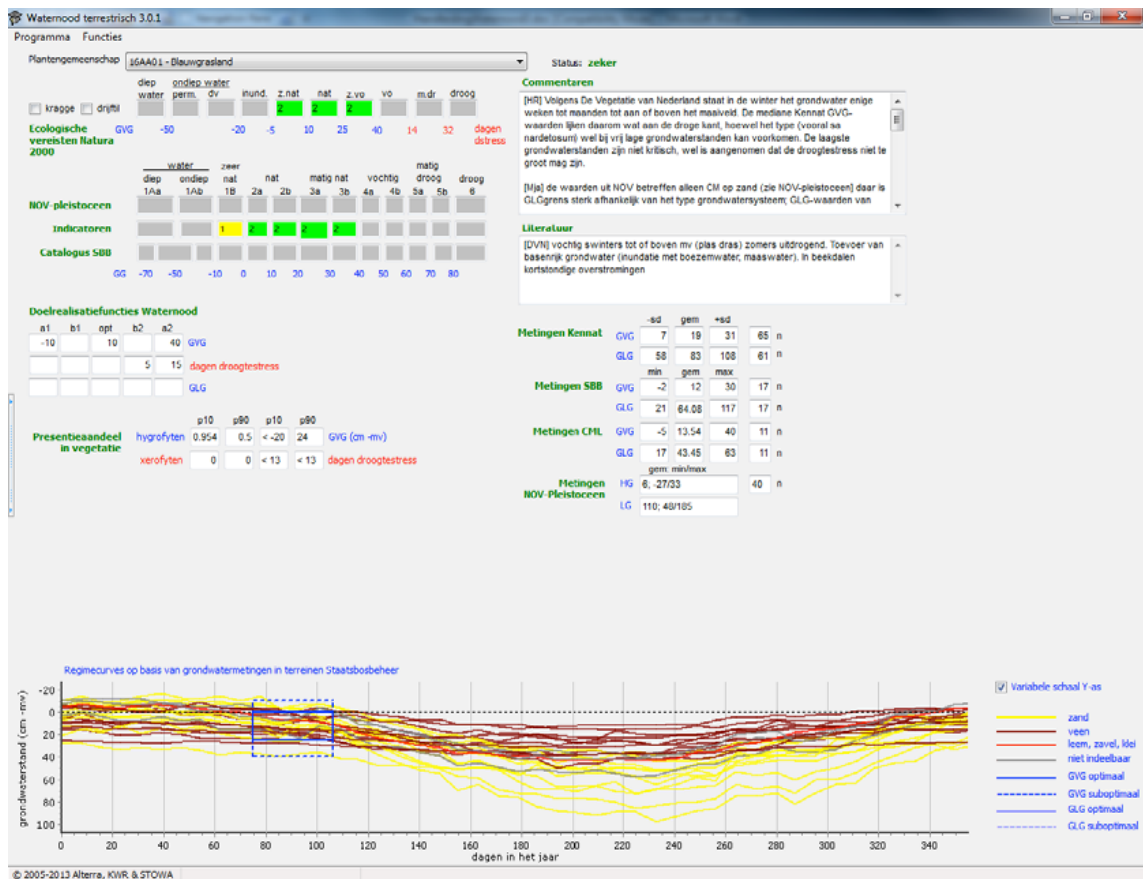 Waternood terrestrisch 3.0.1
Programma Functies
Plantengemeenschap 16AA01 - Blauwgrasland Status: zeker
diep ondiep water
water perm. dv inund. z.nat nat z.vo vo m.dr droog
kragge drijftil 2 2 2
Ecologische vereisten Natura 2000 GVG -50 -20 -5 10 25 40 14 32 dagen dstress
water zeer matig
diep ondiep nat nat matig nat vochtig droog droog
1Aa 1Ab 1B 2a 2b 3a 3b 4a 4b 5a 5b 6
NOV-pleistoceen
Indicatoren 1 2 2 2 2
Catalogus SBB
GG -70 -50 -10 0 10 20 30 40 50 60 70 80
Commentaren
[HR] Volgens De Vegetatie van Nederland staat in de winter het grondwater enige
weken tot maanden tot aan of boven het maaiveld. De mediane Kennat GVG-
waarden lijken daarom wat aan de droge kant, hoewel het type (vooral sa
nardetosum) wel bij vrij lage grondwaterstanden kan voorkomen. De laagste
grondwaterstanden zijn niet kritisch, wel is aangenomen dat de droogtestress niet te
groot mag zijn.
[Mja] de waarden uit NOV betreffen alleen CM op zand (zie NOV-pleistoceen] daar is
GLGgrens sterk afhankelijk van het type grondwatersysteem; GLG-waarden van
Literatuur
[DVN] vochtig swinters tot of boven mv (plas dras) zomers uitdrogend. Toevoer van
basenrijk grondwater (inundatie met boezemwater, maaswater). In beekdalen
kortstondige overstromingen
Doelrealisatiefuncties Waternood
a1 b1 opt b2 a2
-10 10 40 GVG
5 15 dagen droogtestress
GLG
p10 p90 p10 p90
Presentieaandeel in vegetatie hygrofyten 0.954 0.5 < -20 24 GVG (cm -mv)
xerofyten 0 0 < 13 < 13 dagen droogtestress
-sd gem +sd
Metingen Kennat GVG 7 19 31 65 n
GLG 58 83 108 61 n
min gem max
Metingen SBB GVG -2 12 30 17 n
GLG 21 64.08 117 17 n
Metingen CML GVG -5 13.54 40 11 n
GLG 17 43.45 63 11 n
gem: min/max
Metingen NOV-Pleistoceen HG 6; -27/33 40 n
LG 110; 48/185
Regimecurves op basis van grondwatermetingen in terreinen Staatsbosbeheer
grondwaterstand (cm -mv)
-20
0
20
40
60
80
100
0 20 40 60 80 100 120 140 160 180 200 220 240 260 280 300 320 340
dagen in het jaar
Variabele schaal Y-as
zand
veen
leem, zavel, klei
niet indeelbaar
GVG optimaal
GVG suboptimaal
GLG optimaal
GLG suboptimaal
© 2005-2013 Alterra, KWR & STOWA